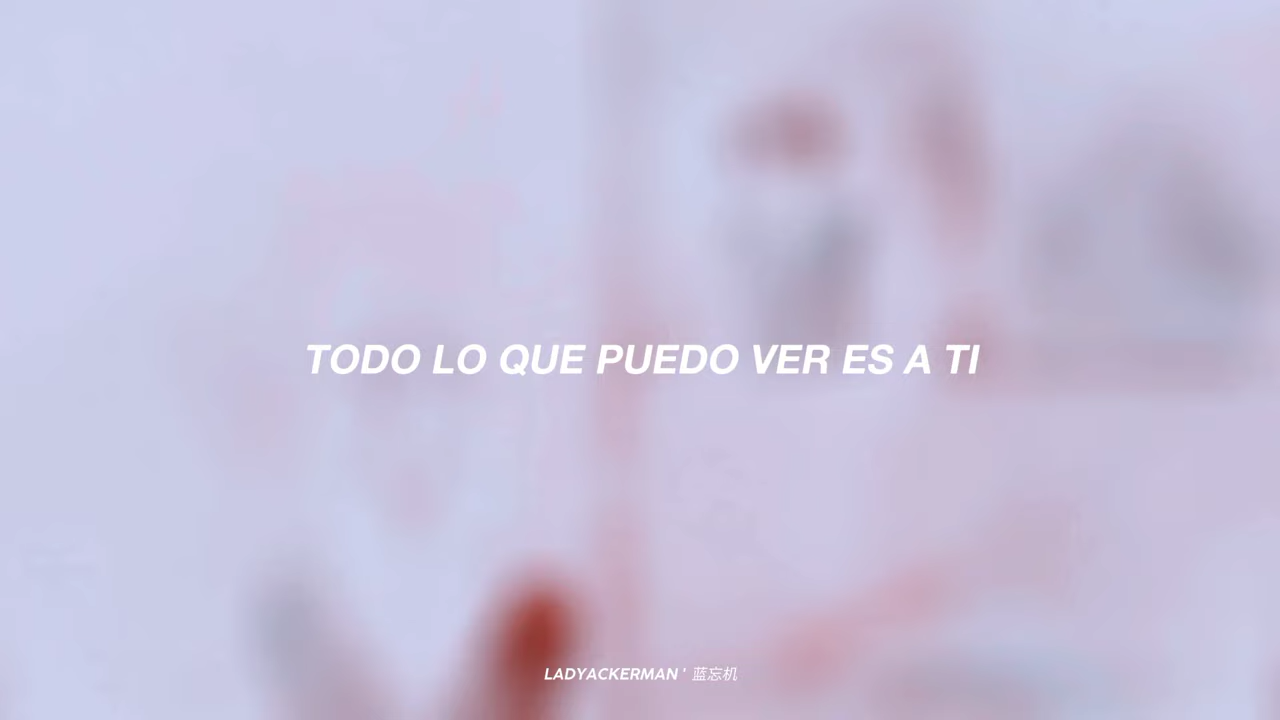 TODO LO QUE PUEDO VER ES A TI
LADYACKERMAN ' 蓝忘机